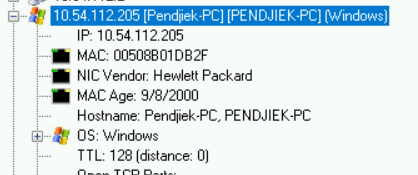 10.54.112.205 [Pendjiek-PC] [PENDJIEK-PC] (Windows)
IP: 10.54.112.205
MAC: 00508B01DB2F
NIC Vendor: Hewlett Packard
MAC Age: 9/8/2000
Hostname: Pendjiek-PC, PENDJIEK-PC
OS: Windows
TTL: 128 (distance: 0)
Open TCP Ports: